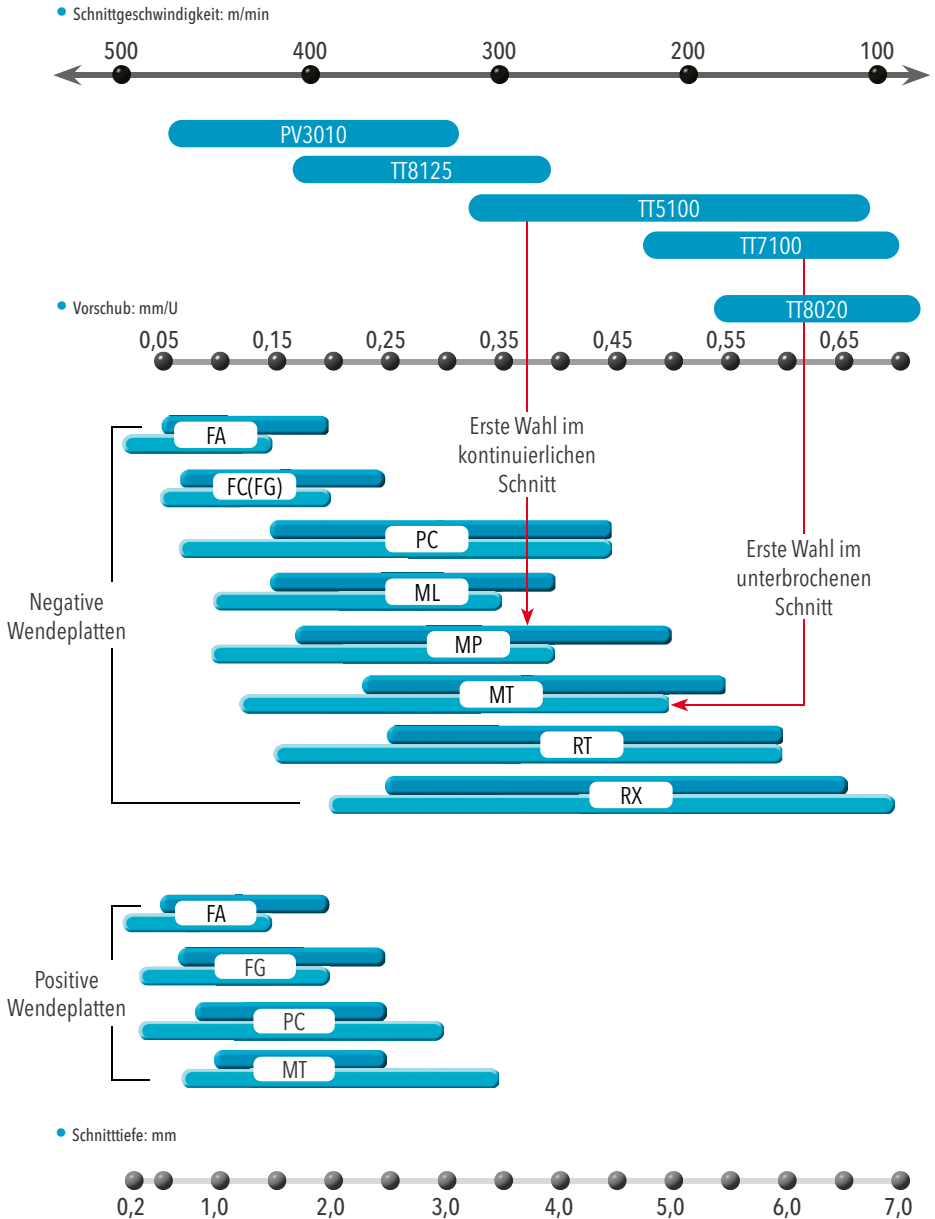 Schnittgeschwindigkeit: m/min
500 400 300 200 100
PV3010
TT8125
TT5100
TT7100
TT8020
Vorschub: mm/U
0,05 0,15 0,25 0,35 0,45 0,55 0,65
Erste Wahl im
kontinuierlichen
Schnitt
Erste Wahl im
unterbrochenen
Schnitt
Negative
Wendeplatten
FA
FC(FG)
PC
ML
MP
MT
RT
RX
Positive
Wendeplatten
FA
FG
PC
MT
Schnitttiefe: mm
0,2 1,0 2,0 3,0 4,0 5,0 6,0 7,0